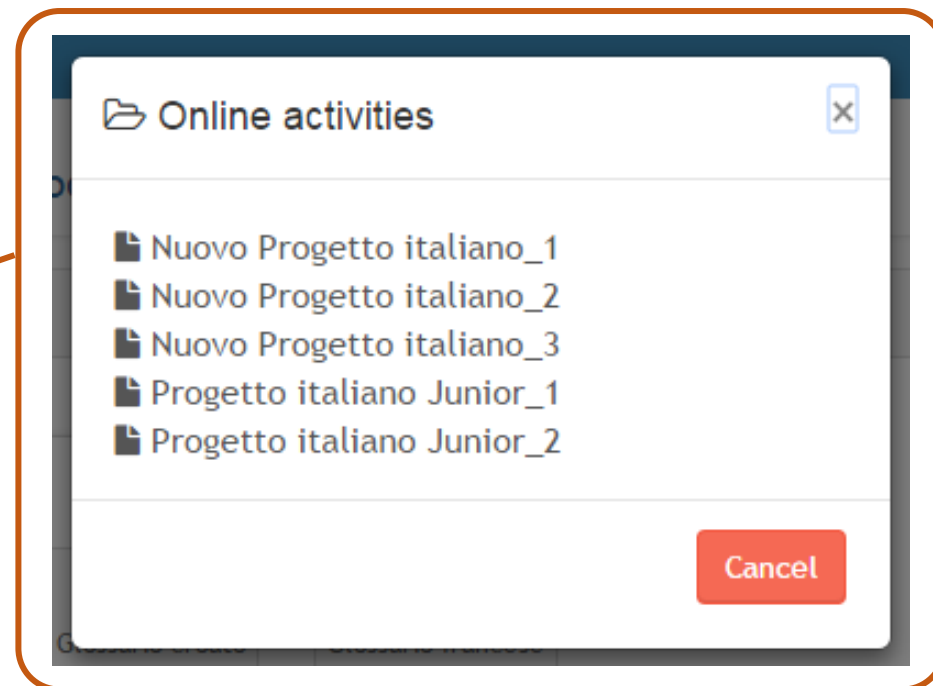 Online activities
Nuovo Progetto italiano_1
Nuovo Progetto italiano_2
Nuovo Progetto italiano_3
Progetto italiano Junior_1
Progetto italiano Junior_2
Cancel